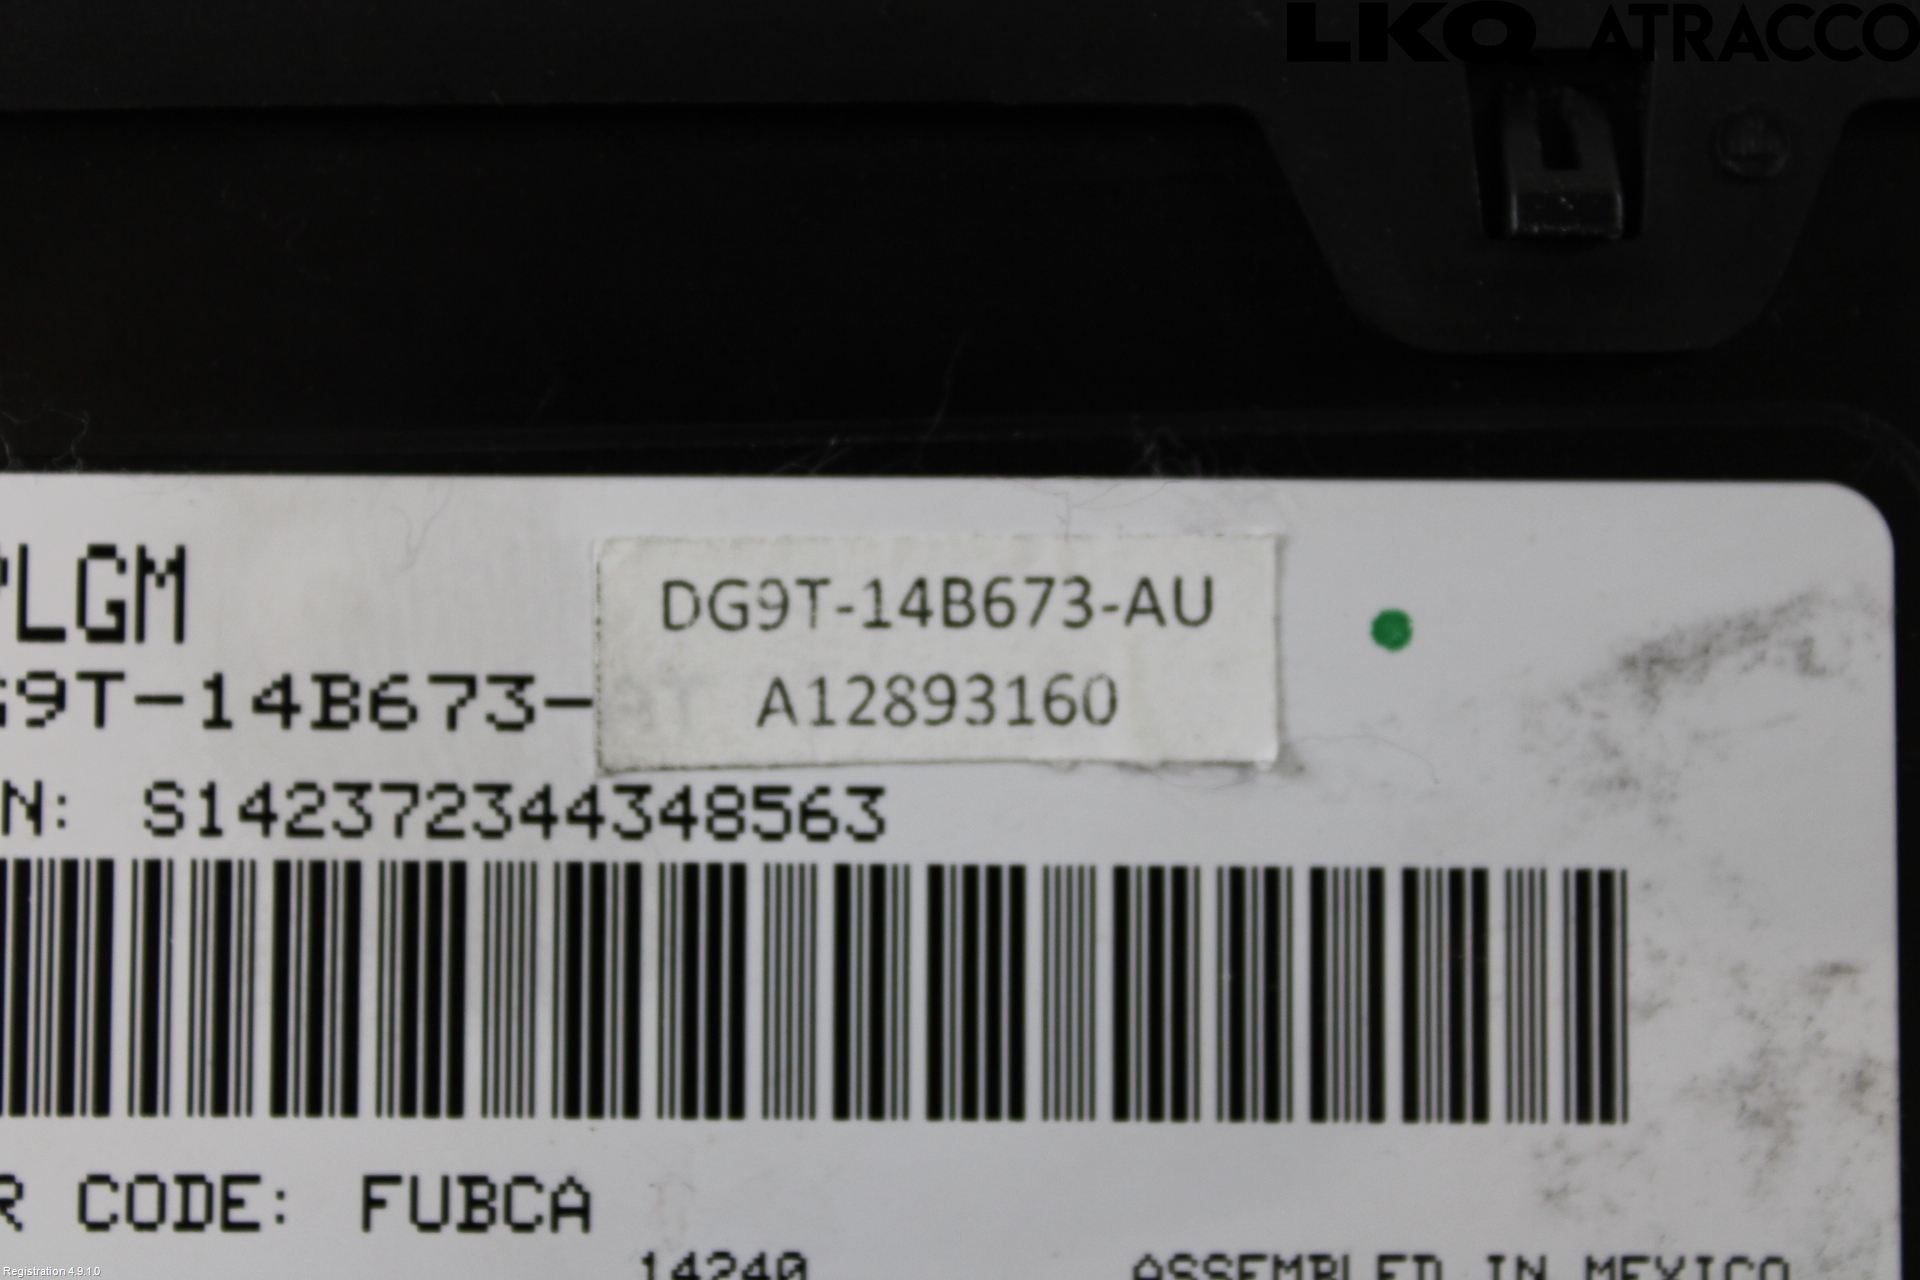 LKQ ATRACCO
PLGM
DG9T-14B673-AU
G9T-14B673-
A12893160
N: S142372344348563
R CODE: FUBCA
14240
ASSEMBLED IN MEXICO
Registration 4.9.1.0